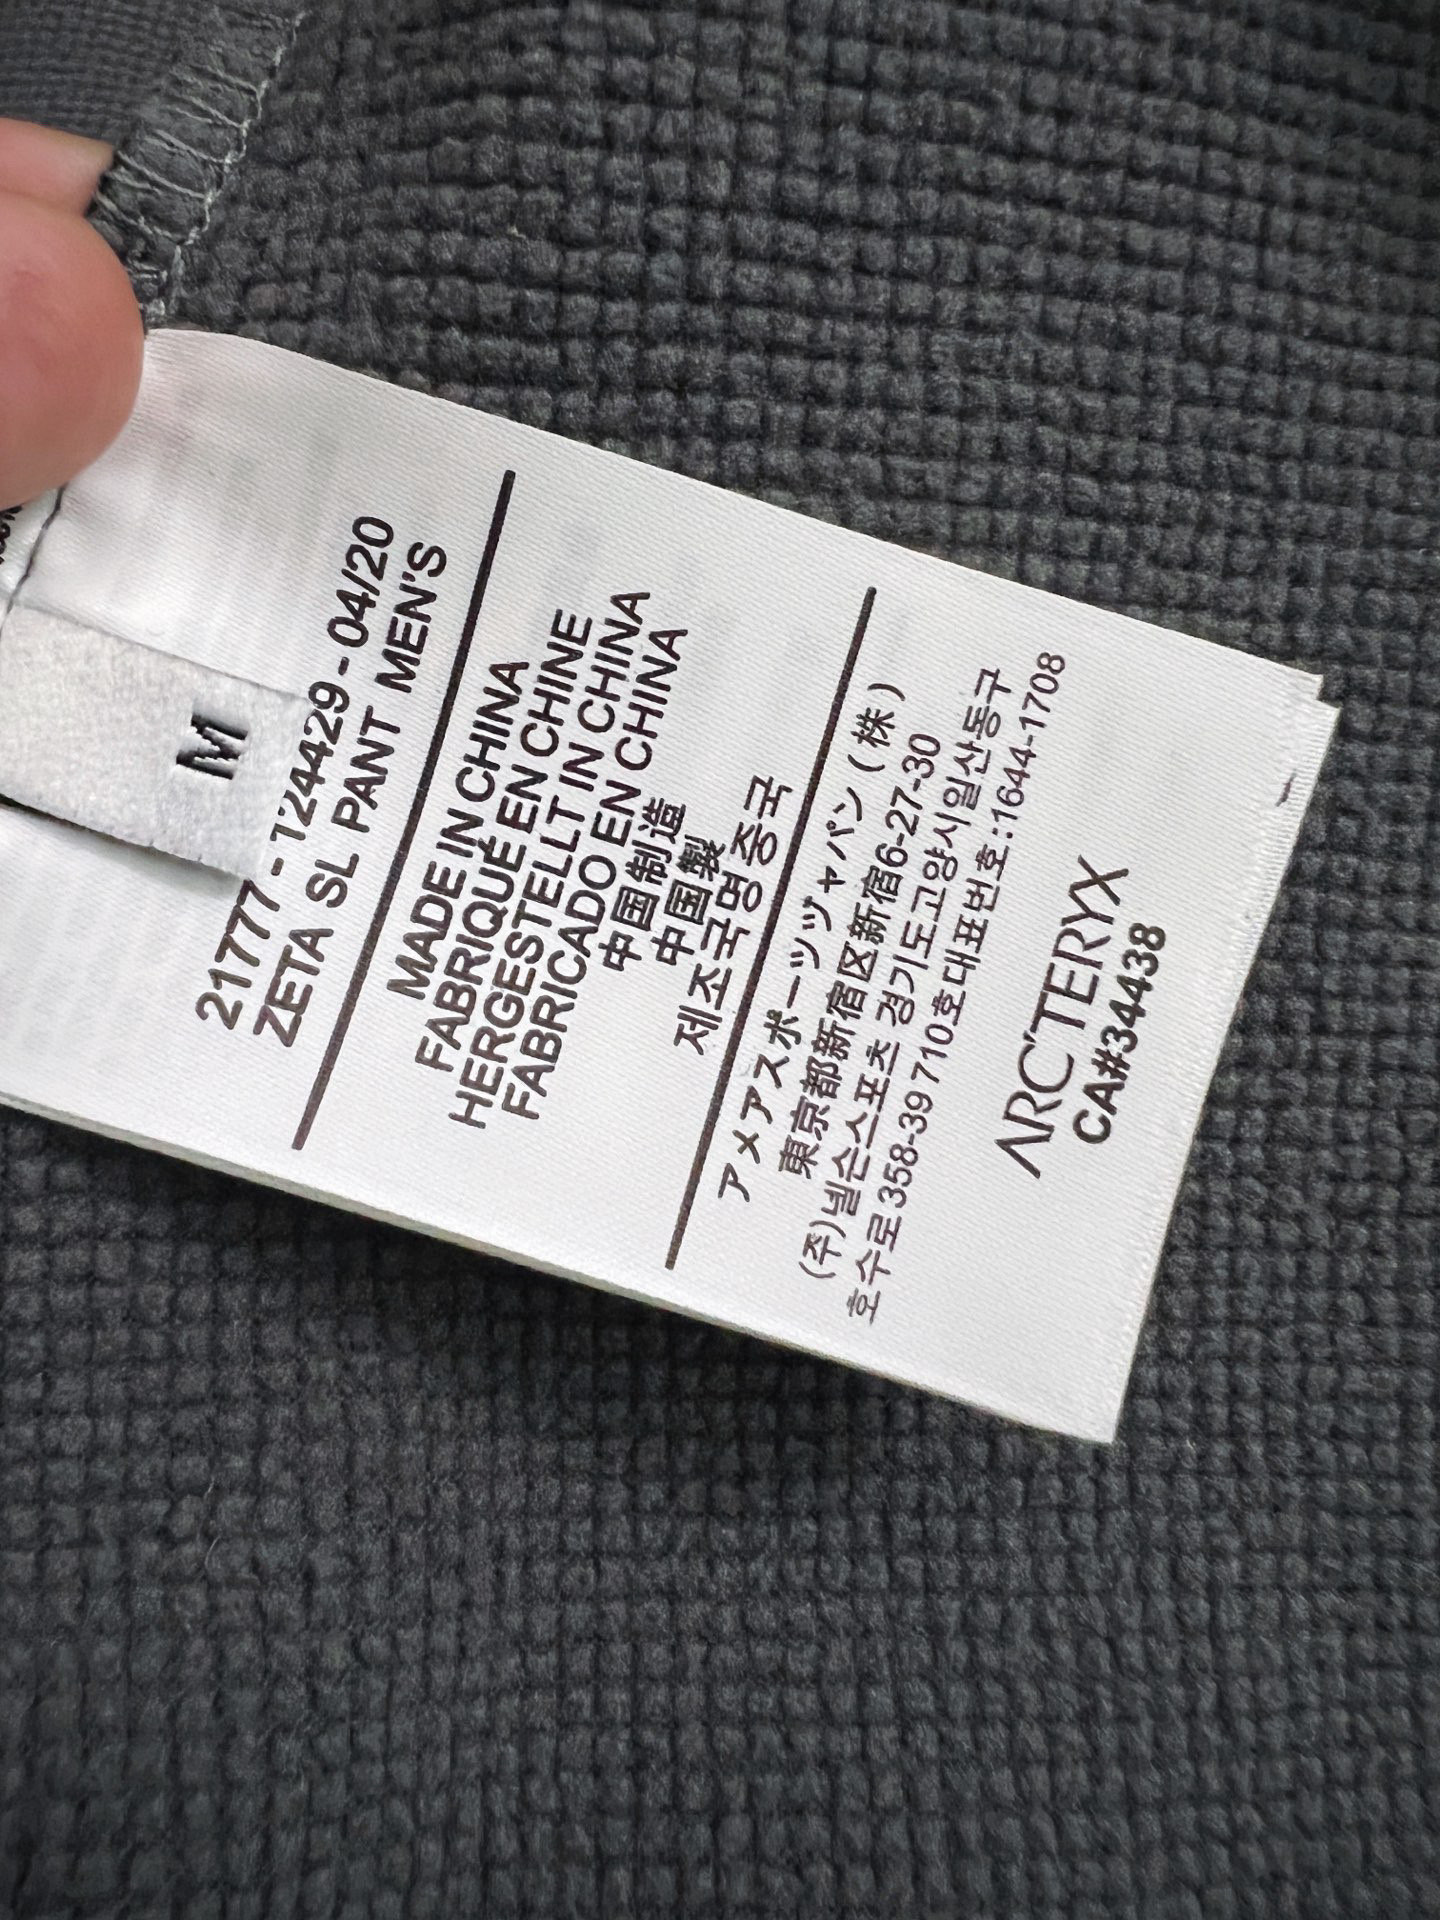 M
21777 - 124429 - 04/20
ZETA SL PANT MEN'S
MADE IN CHINA
FABRIQUÉ EN CHINE
HERGESTELLT IN CHINA
FABRICADO EN CHINA
中国制造
中国製
제조국명중국
アメアスポーツジャパン (株)
東京都新宿区新宿6-27-30
(주)넬슨스포츠 경기도고양시일산동구
호수로 358-39 710호대표번호:1644-1708
ARC'TERYX
CA#34438